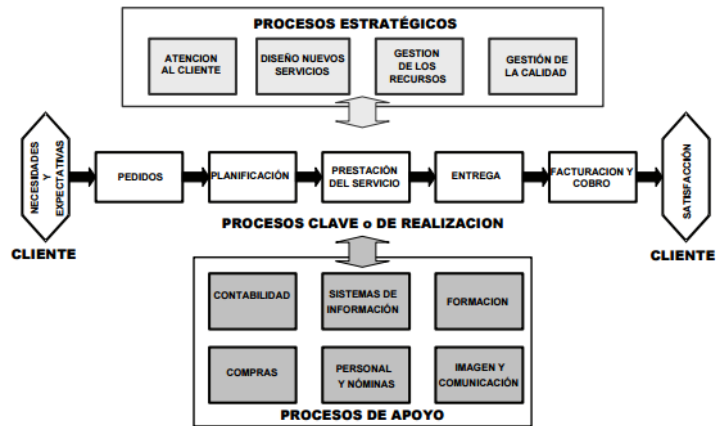 PROCESOS ESTRATÉGICOS
ATENCION
AL CLIENTE
DISEÑO NUEVOS
SERVICIOS
GESTION
DE LOS
RECURSOS
GESTIÓN DE
LA CALIDAD
NECESIDADES
Y
EXPECTATIVAS
PEDIDOS
PLANIFICACIÓN
PRESTACIÓN
DEL SERVICIO
ENTREGA
FACTURACION Y
COBRO
SATISFACCIÓN
CLIENTE
PROCESOS CLAVE o DE REALIZACION
CLIENTE
CONTABILIDAD
SISTEMAS DE
INFORMACIÓN
FORMACION
COMPRAS
PERSONAL
Y NÓMINAS
IMAGEN Y
COMUNICACIÓN
PROCESOS DE APOYO